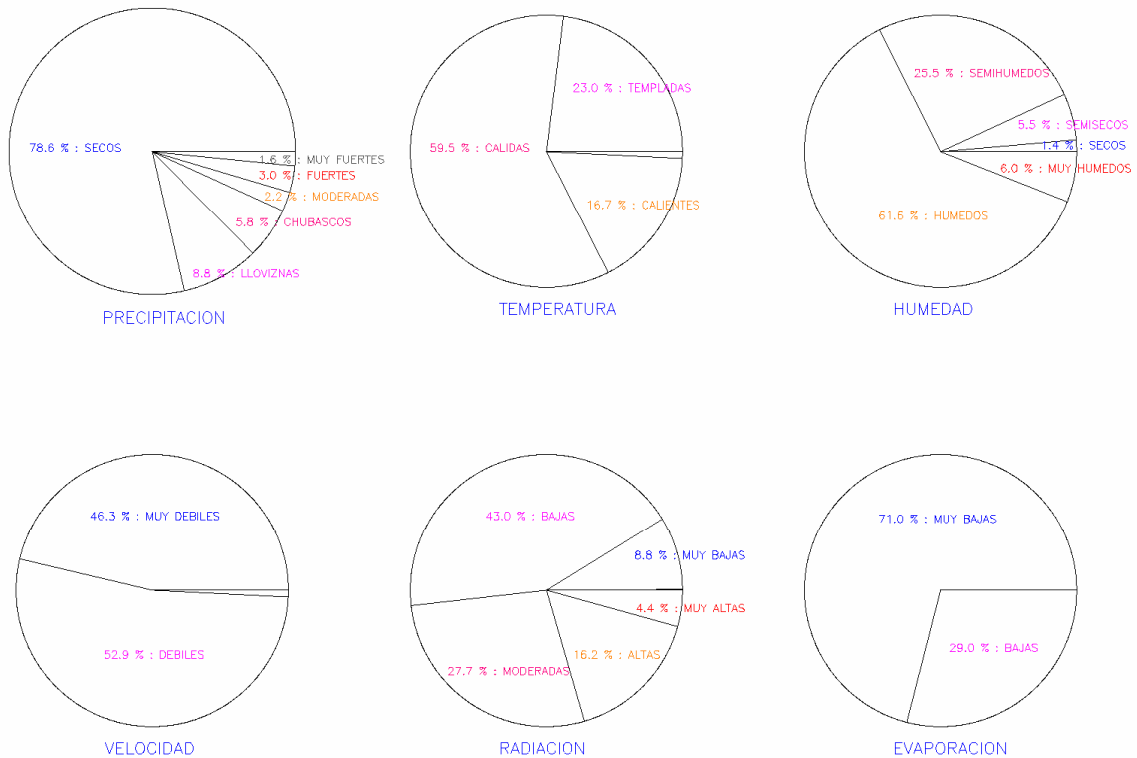 78.6 % : SECOS
1.6 % : MUY FUERTES
3.0 % : FUERTES
2.2 % : MODERADAS
5.8 % : CHUBASCOS
8.8 % : LLOVIZNAS
PRECIPITACION
23.0 % : TEMPLADAS
59.5 % : CALIDAS
16.7 % : CALIENTES
TEMPERATURA
25.5 % : SEMIHUMEDOS
5.5 % : SEMISECOS
1.4 % : SECOS
6.0 % : MUY HUMEDOS
61.6 % : HUMEDOS
HUMEDAD
46.3 % : MUY DEBILES
52.9 % : DEBILES
VELOCIDAD
43.0 % : BAJAS
8.8 % : MUY BAJAS
4.4 % : MUY ALTAS
16.2 % : ALTAS
27.7 % : MODERADAS
RADIACION
71.0 % : MUY BAJAS
29.0 % : BAJAS
EVAPORACION